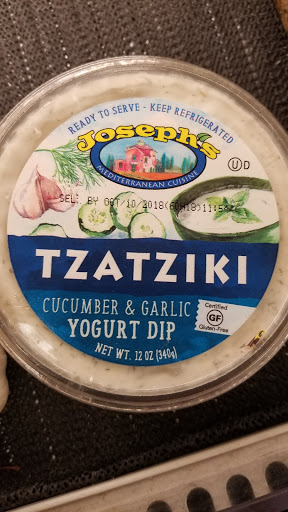 READY TO SERVE - KEEP REFRIGERATED
Joseph's
MEDITERRANEAN CUISINE
U D
SELL BY OCT/10/2018
TZATZIKI
CUCUMBER & GARLIC
YOGURT DIP
NET WT. 12 OZ (340g)
Certified
GF
Gluten-Free